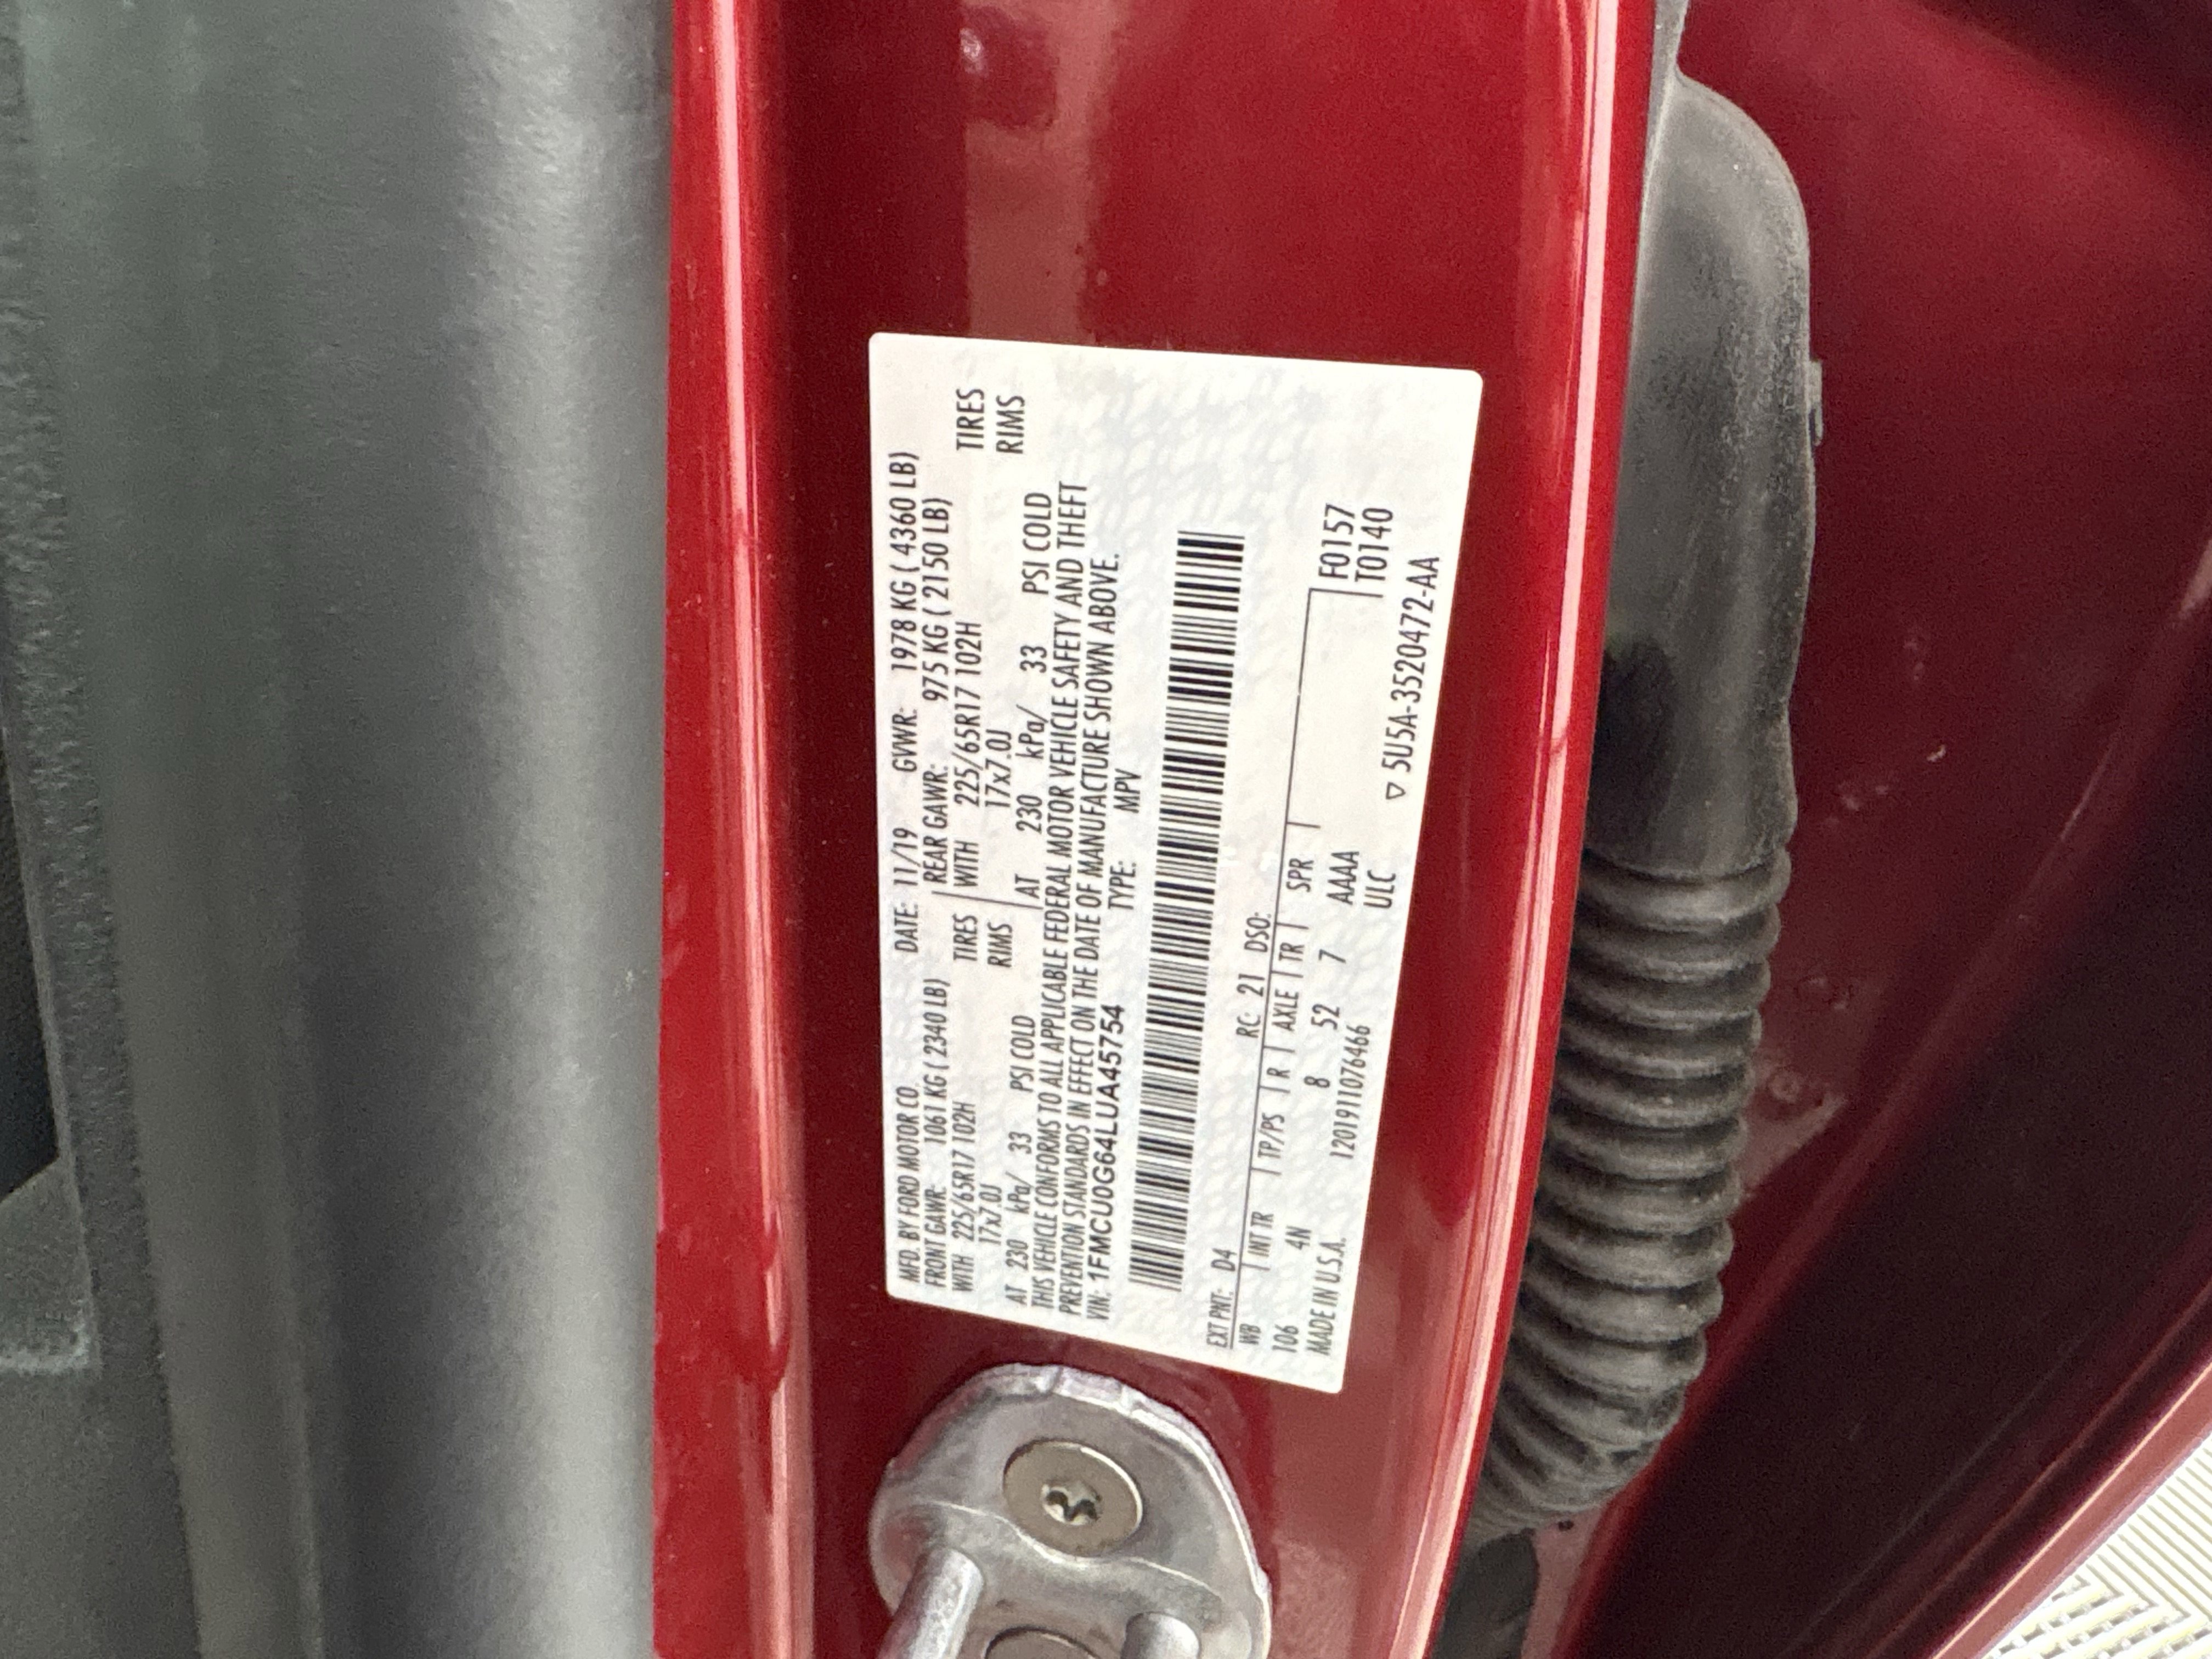 MFD. BY FORD MOTOR CO. DATE: 11/19 GVWR: 1978 KG ( 4360 LB)
FRONT GAWR: 1061 KG ( 2340 LB) REAR GAWR: 975 KG ( 2150 LB)
WITH 225/65R17 102H TIRES WITH 225/65R17 102H TIRES
17x7.0J RIMS 17x7.0J RIMS
AT 230 kPa/ 33 PSI COLD AT 230 kPa/ 33 PSI COLD
THIS VEHICLE CONFORMS TO ALL APPLICABLE FEDERAL MOTOR VEHICLE SAFETY AND THEFT
PREVENTION STANDARDS IN EFFECT ON THE DATE OF MANUFACTURE SHOWN ABOVE.
VIN: 1FMCU0G64LUA45754 TYPE: MPV
EXT PNT: D4 RC: 21 DSO:
WB INT TR TP/PS R AXLE TR SPR F0157
106 4N 8 52 7 AAAA T0140
MADE IN U.S.A. 1201911076466 ULC
▽ 5U5A-3520472-AA